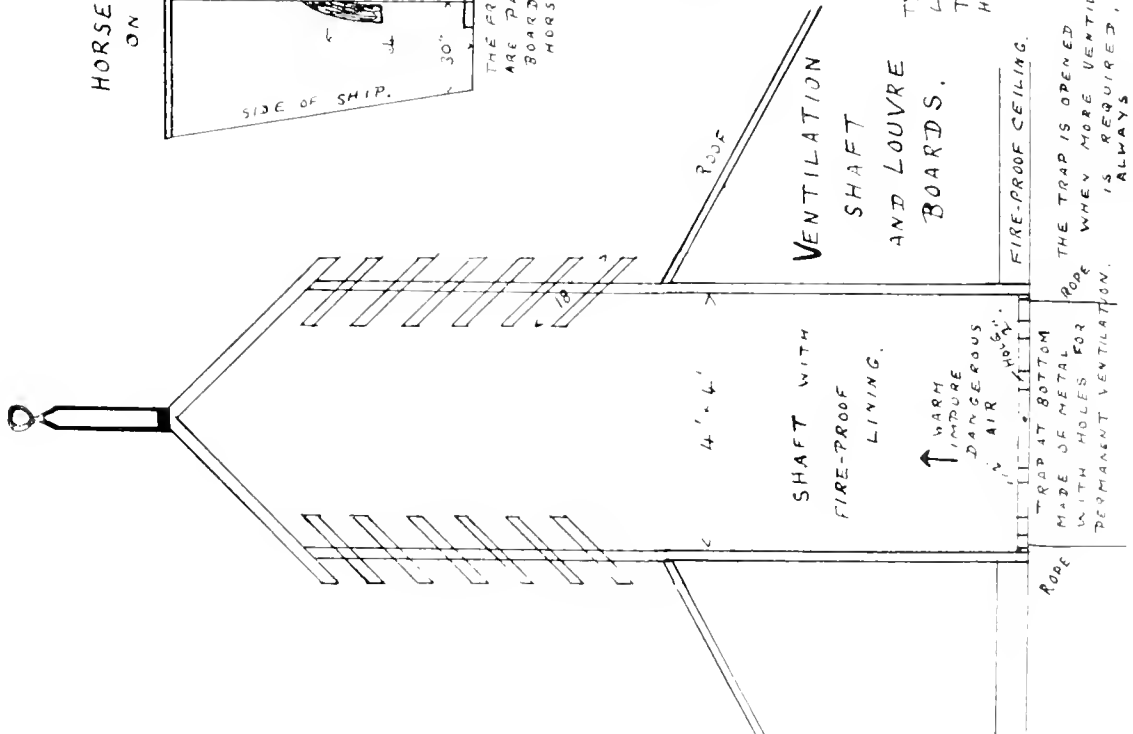 HORSE
ON
SIDE OF SHIP.
30"
THE FR
ARE PA
BOARD
HORS
ROOF
VENTILATION
SHAFT
AND LOUVRE
BOARDS.
FIRE-PROOF CEILING.
18
4' × 4'
SHAFT WITH
FIRE-PROOF
LINING.
WARM
IMPURE
DANGEROUS
AIR
ROPE
TRAP AT BOTTOM
MADE OF METAL
WITH HOLES FOR
PERMANENT VENTILATION.
ROPE
THE TRAP IS OPENED
WHEN MORE VENTIL
IS REQUIRED,
ALWAYS